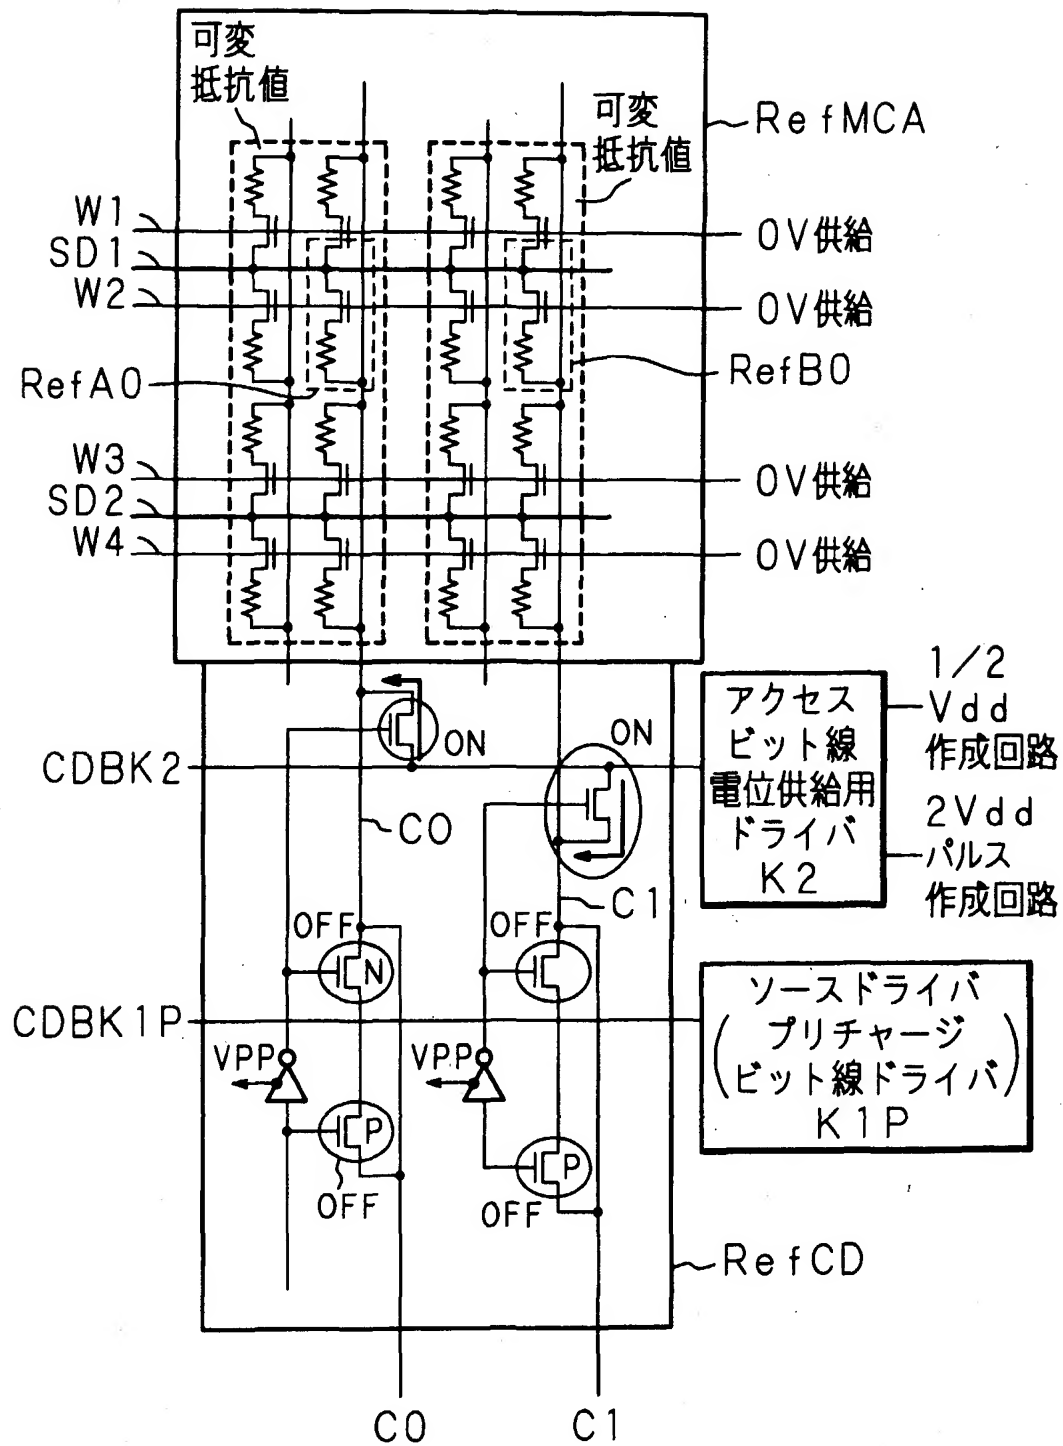 可変
抵抗値
可変
抵抗値
RefMCA
W1
0V供給
SD1
W2
0V供給
RefA0
RefB0
W3
0V供給
SD2
W4
0V供給
1/2
Vdd
作成回路
アクセス
ビット線
電位供給用
ドライバ
K2
ON
ON
CDBK2
2Vdd
パルス
作成回路
C0
C1
OFF
OFF
N
ソースドライバ
プリチャージ
ビット線ドライバ
K1P
CDBK1P
VPP
VPP
P
P
OFF
OFF
RefCD
C0
C1